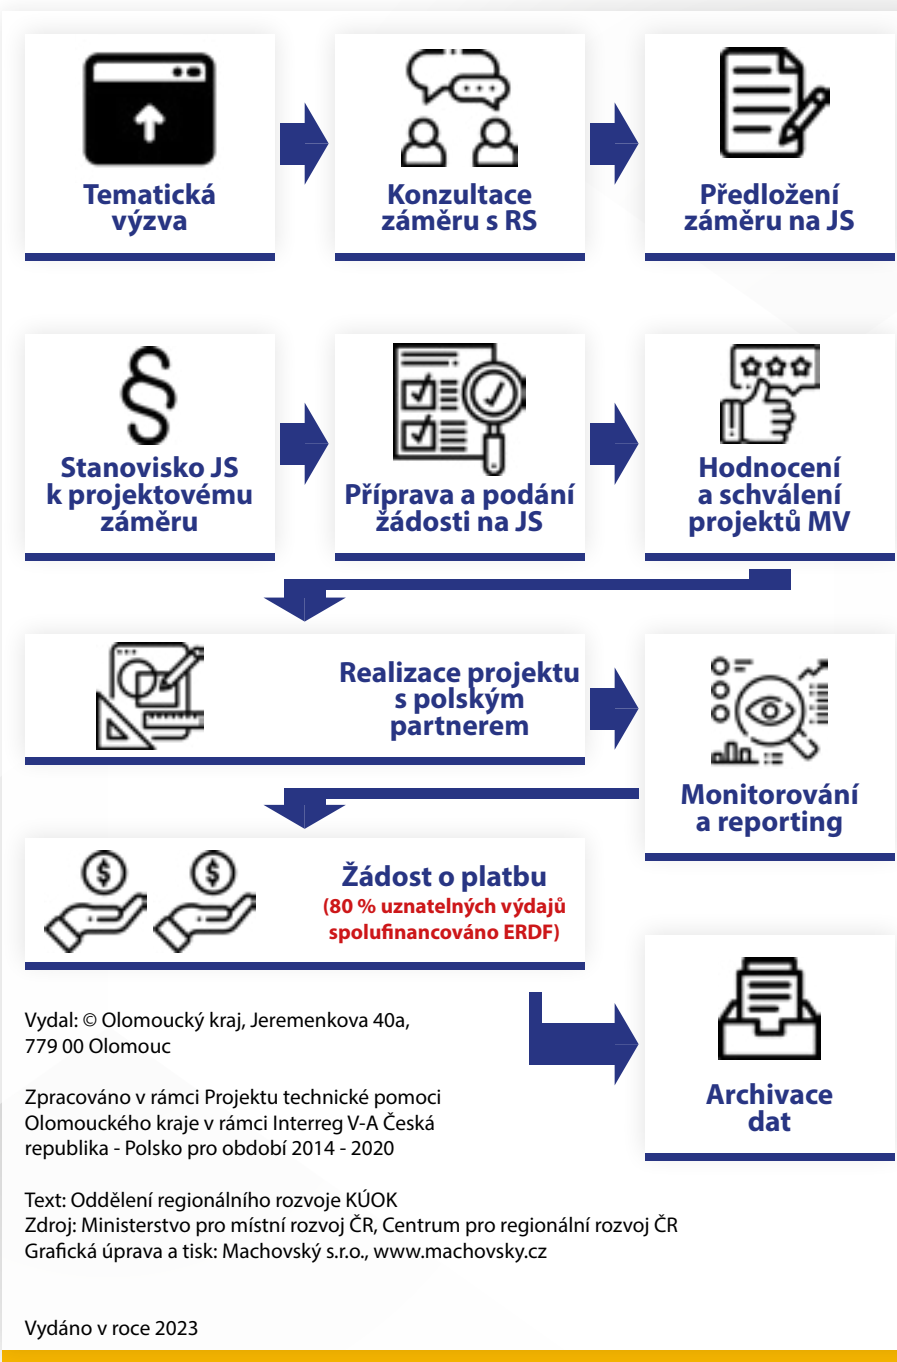 Tematická
výzva
Konzultace
záměru s RS
Předložení
záměru na JS
Stanovisko JS
k projektovému
záměru
Příprava a podání
žádosti na JS
Hodnocení
a schválení
projektů MV
Realizace projektu
s polským
partnerem
Monitorování
a reporting
Žádost o platbu
(80 % uznatelných výdajů
spolufinancováno ERDF)
Archivace
dat
Vydal: © Olomoucký kraj, Jeremenkova 40a,
779 00 Olomouc
Zpracováno v rámci Projektu technické pomoci
Olomouckého kraje v rámci Interreg V-A Česká
republika - Polsko pro období 2014 - 2020
Text: Oddělení regionálního rozvoje KÚOK
Zdroj: Ministerstvo pro místní rozvoj ČR, Centrum pro regionální rozvoj ČR
Grafická úprava a tisk: Machovský s.r.o., www.machovsky.cz
Vydáno v roce 2023